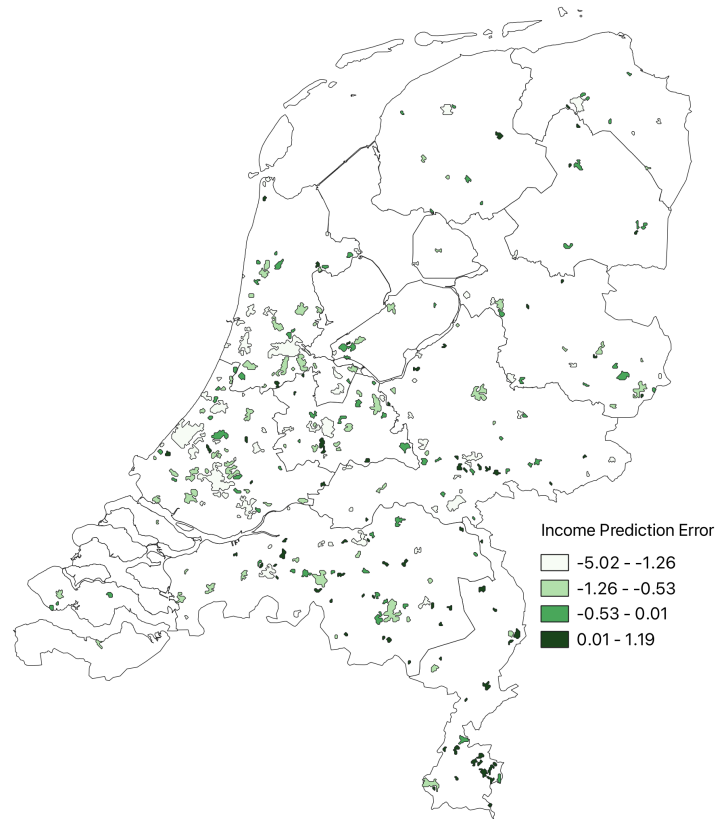 Income Prediction Error
-5.02 - -1.26
-1.26 - -0.53
-0.53 - 0.01
0.01 - 1.19